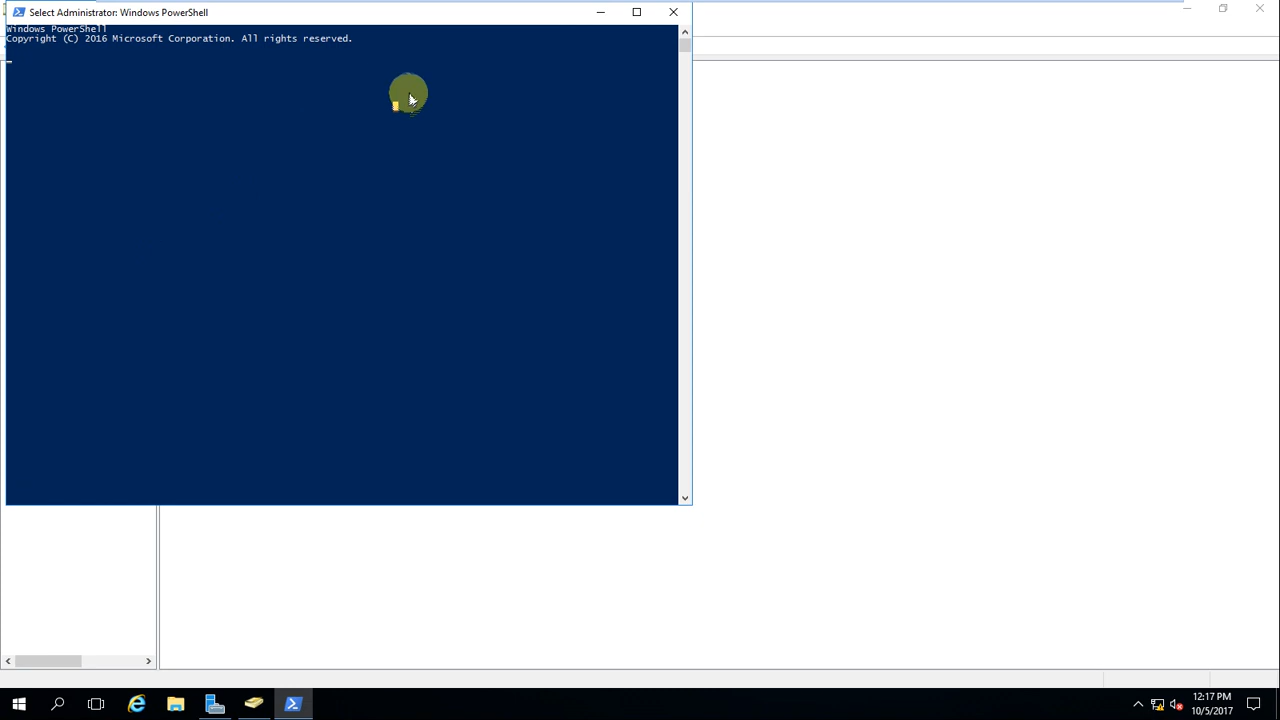 Select Administrator: Windows PowerShell
Windows PowerShell
Copyright (C) 2016 Microsoft Corporation. All rights reserved.
12:17 PM
10/5/2017